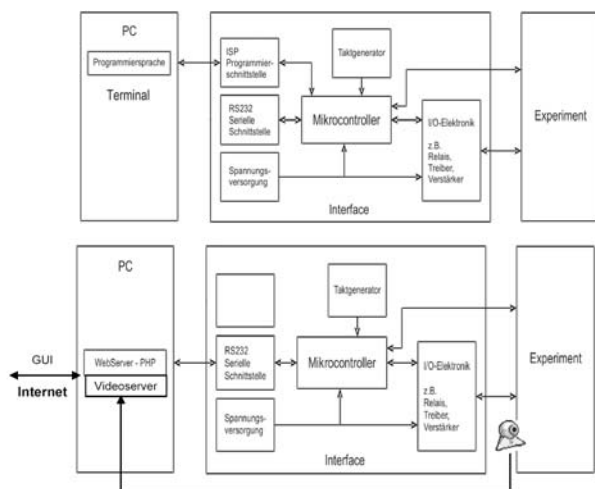 PC
Programmiersprache
Terminal
ISP
Programmier-
schnittstelle
RS232
Serielle
Schnittstelle
Spannungs-
versorgung
Taktgenerator
Mikrocontroller
I/O-Elektronik
z.B.
Relais,
Treiber,
Verstärker
Interface
Experiment
PC
GUI
Internet
WebServer - PHP
Videoserver
RS232
Serielle
Schnittstelle
Spannungs-
versorgung
Taktgenerator
Mikrocontroller
I/O-Elektronik
z.B.
Relais,
Treiber,
Verstärker
Interface
Experiment